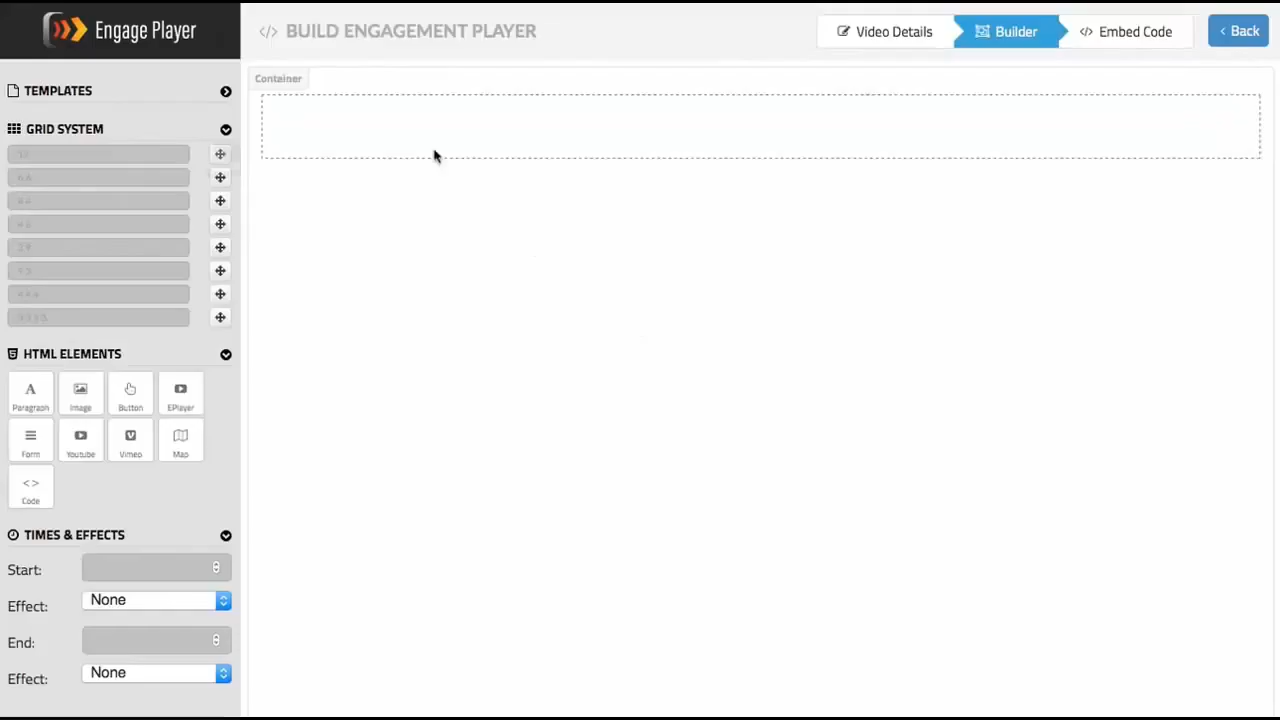 Engage Player
BUILD ENGAGEMENT PLAYER
Video Details
Builder
Embed Code
Back
Container
TEMPLATES
GRID SYSTEM
HTML ELEMENTS
Paragraph
Image
Button
EPlayer
Form
Youtube
Vimeo
Map
Code
TIMES & EFFECTS
Start:
Effect:
None
End:
Effect:
None